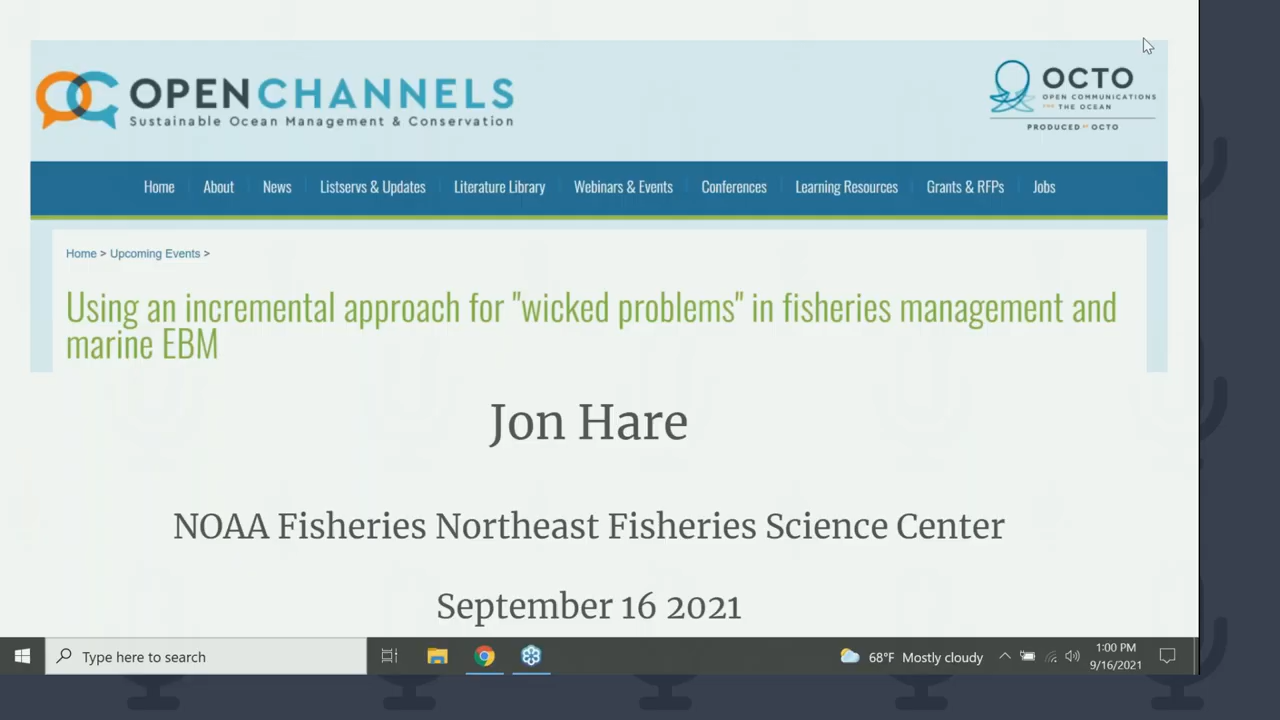 OPENCHANNELS
Sustainable Ocean Management & Conservation
OCTO
OPEN COMMUNICATIONS
FOR THE OCEAN
PRODUCED BY OCTO
Home About News Listservs & Updates Literature Library Webinars & Events Conferences Learning Resources Grants & RFPs Jobs
Home > Upcoming Events >
Using an incremental approach for "wicked problems" in fisheries management and
marine EBM
Jon Hare
NOAA Fisheries Northeast Fisheries Science Center
September 16 2021
Type here to search
68°F Mostly cloudy
1:00 PM
9/16/2021